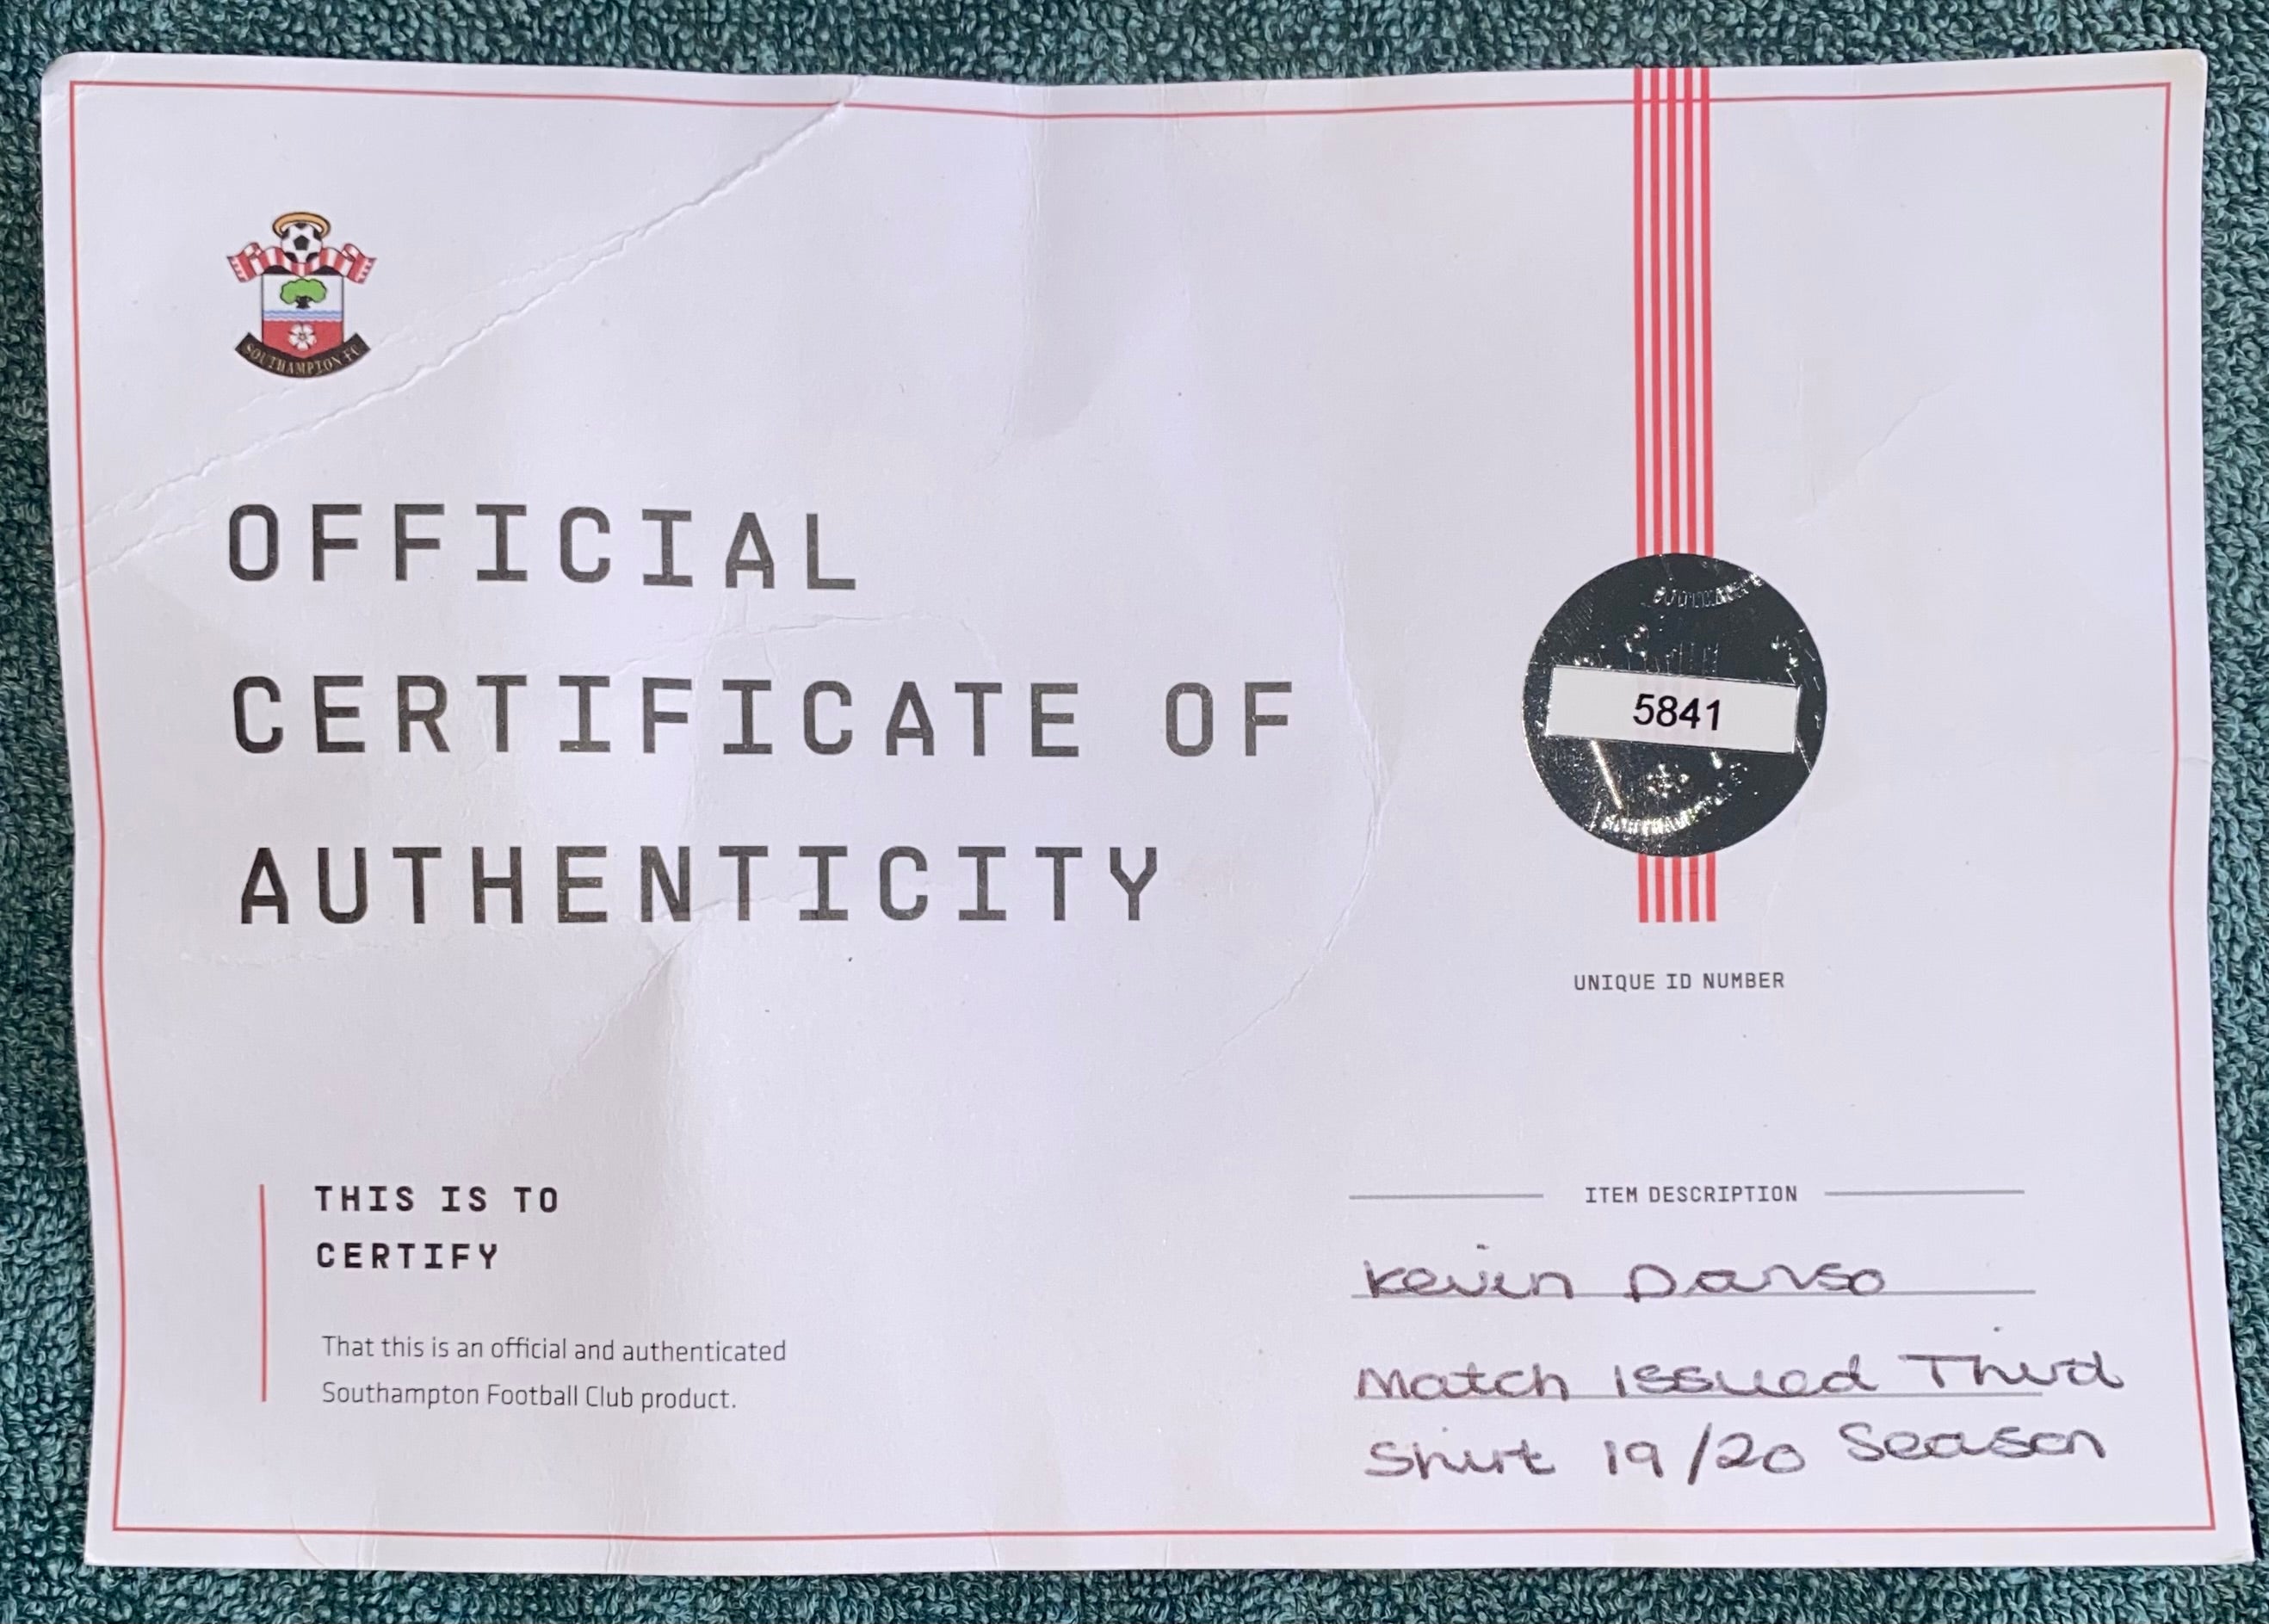 SOUTHAMPTON FC
OFFICIAL
CERTIFICATE OF
AUTHENTICITY
5841
UNIQUE ID NUMBER
THIS IS TO
CERTIFY
That this is an official and authenticated
Southampton Football Club product.
ITEM DESCRIPTION
Kevin Danso
Match Issued Third
Shirt 19/20 Season